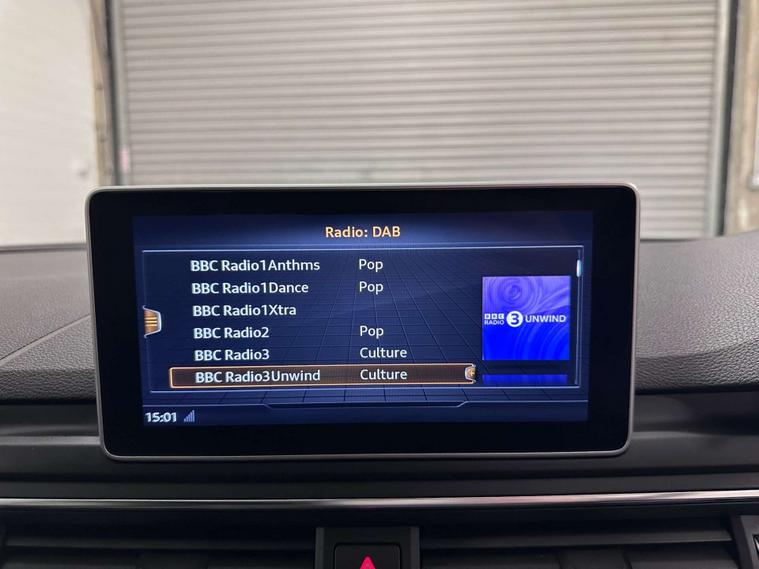 Radio: DAB
BBC Radio1Anthms Pop
BBC Radio1Dance Pop
BBC Radio1Xtra
BBC Radio2 Pop
BBC Radio3 Culture
BBC Radio3Unwind Culture
BBC
RADIO 3 UNWIND
15:01